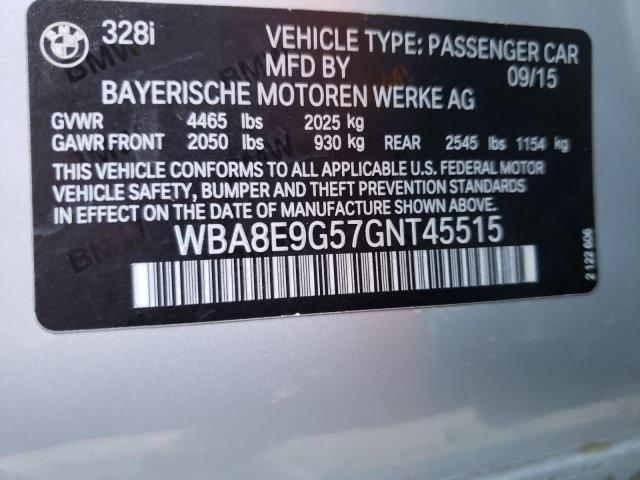 BMW 328i VEHICLE TYPE: PASSENGER CAR
MFD BY 09/15
BAYERISCHE MOTOREN WERKE AG
GVWR 4465 lbs 2025 kg
GAWR FRONT 2050 lbs 930 kg REAR 2545 lbs 1154 kg
THIS VEHICLE CONFORMS TO ALL APPLICABLE U.S. FEDERAL MOTOR
VEHICLE SAFETY, BUMPER AND THEFT PREVENTION STANDARDS
IN EFFECT ON THE DATE OF MANUFACTURE SHOWN ABOVE.
WBA8E9G57GNT45515
2 122 606